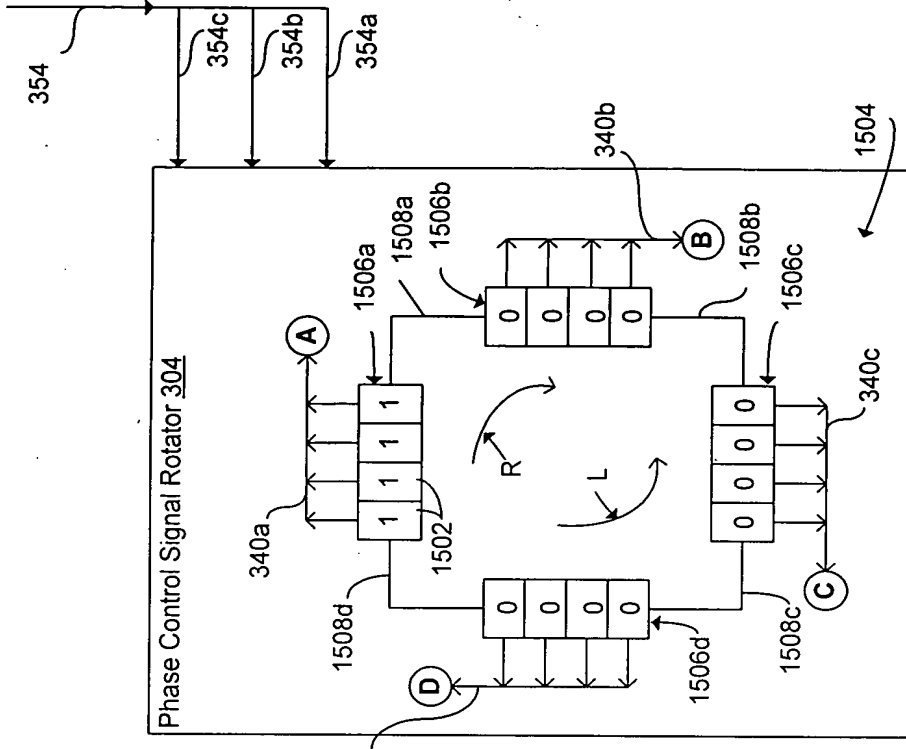 354
354c
354b
354a
Phase Control Signal Rotator 304
A
340a
1506a
1508a
1506b
340b
1 1 1 1
1502
1508d
R
0
0
0
0
B
D
0
0
0
0
L
1508b
1506c
1504
0 0 0 0
1506d
1508c
C
340c